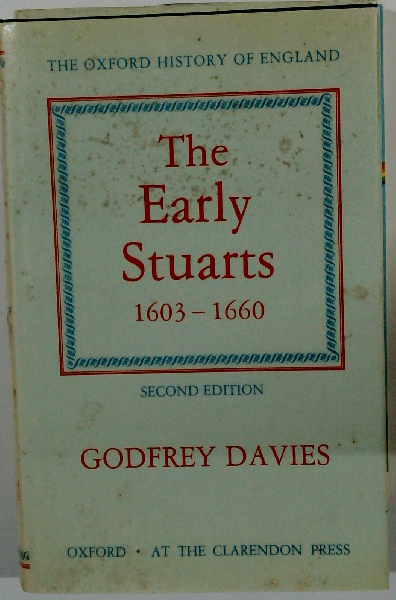 THE OXFORD HISTORY OF ENGLAND
The
Early
Stuarts
1603 – 1660
SECOND EDITION
GODFREY DAVIES
OXFORD · AT THE CLARENDON PRESS